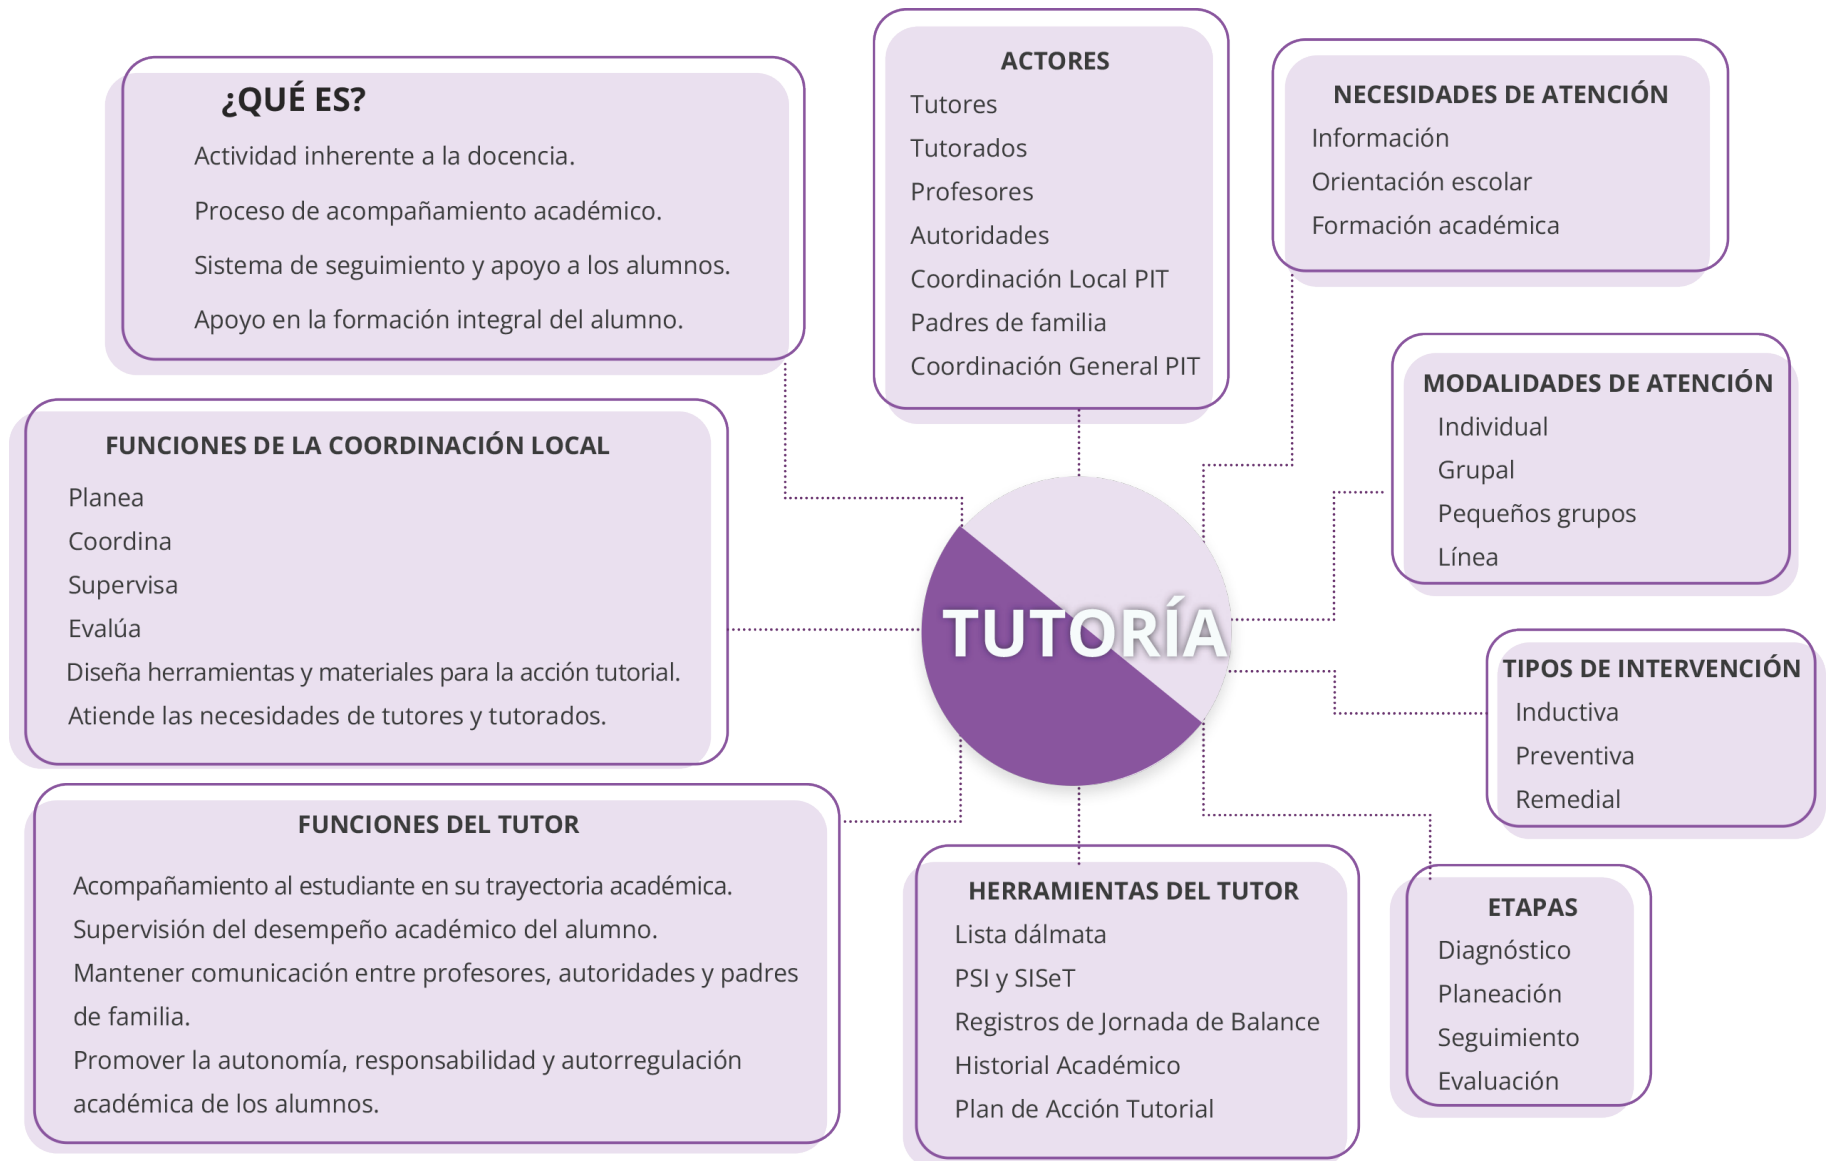 ¿QUÉ ES?
Actividad inherente a la docencia.
Proceso de acompañamiento académico.
Sistema de seguimiento y apoyo a los alumnos.
Apoyo en la formación integral del alumno.
ACTORES
Tutores
Tutorados
Profesores
Autoridades
Coordinación Local PIT
Padres de familia
Coordinación General PIT
NECESIDADES DE ATENCIÓN
Información
Orientación escolar
Formación académica
MODALIDADES DE ATENCIÓN
Individual
Grupal
Pequeños grupos
Línea
FUNCIONES DE LA COORDINACIÓN LOCAL
Planea
Coordina
Supervisa
Evalúa
Diseña herramientas y materiales para la acción tutorial.
Atiende las necesidades de tutores y tutorados.
TUTORÍA
TIPOS DE INTERVENCIÓN
Inductiva
Preventiva
Remedial
FUNCIONES DEL TUTOR
Acompañamiento al estudiante en su trayectoria académica.
Supervisión del desempeño académico del alumno.
Mantener comunicación entre profesores, autoridades y padres
de familia.
Promover la autonomía, responsabilidad y autorregulación
académica de los alumnos.
HERRAMIENTAS DEL TUTOR
Lista dálmata
PSI y SISeT
Registros de Jornada de Balance
Historial Académico
Plan de Acción Tutorial
ETAPAS
Diagnóstico
Planeación
Seguimiento
Evaluación